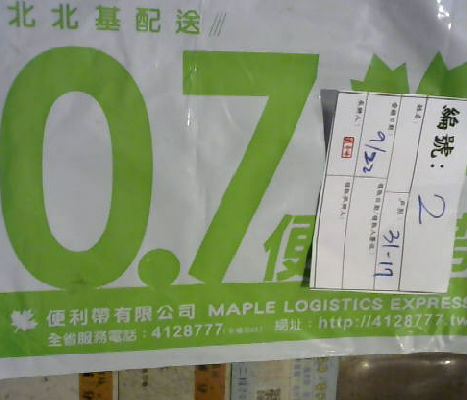 北北基配送
0.7
便
便利帶有限公司 MAPLE LOGISTICS EXPRESS
全省服務電話：4128777 網址：http://4128777.tw
編號：2
31-19
9/22